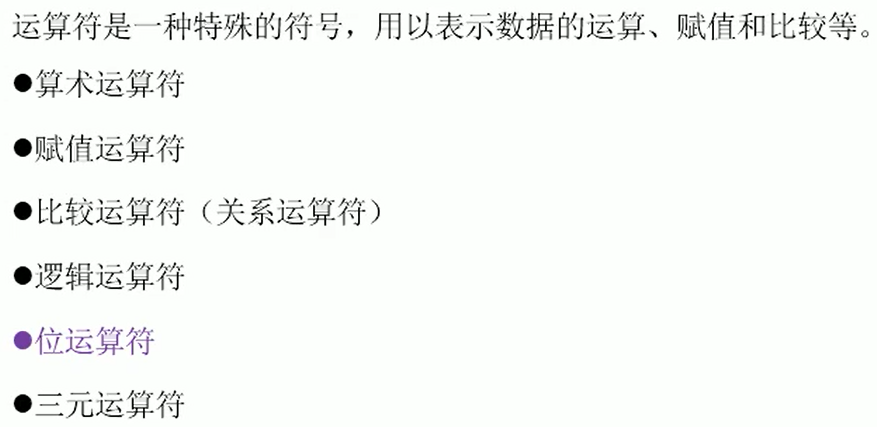 运算符是一种特殊的符号，用以表示数据的运算、赋值和比较等。
●算术运算符
●赋值运算符
●比较运算符（关系运算符）
●逻辑运算符
●位运算符
●三元运算符